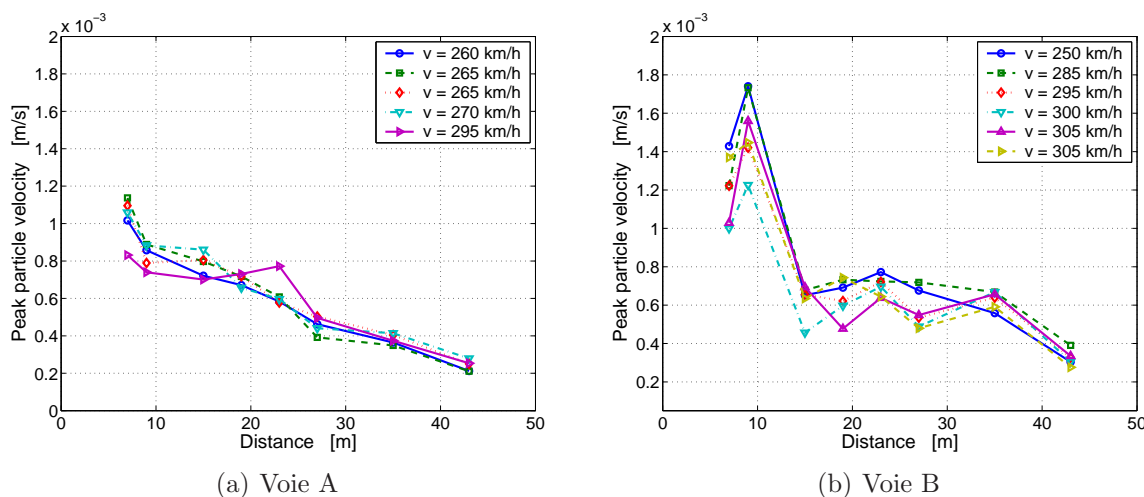 x 10⁻³
2
1.8
1.6
1.4
1.2
1
0.8
0.6
0.4
0.2
0
Peak particle velocity [m/s]
0 10 20 30 40 50
Distance [m]
v = 260 km/h
v = 265 km/h
v = 265 km/h
v = 270 km/h
v = 295 km/h
(a) Voie A
x 10⁻³
2
1.8
1.6
1.4
1.2
1
0.8
0.6
0.4
0.2
Peak particle velocity [m/s]
0 10 20 30 40 50
Distance [m]
v = 250 km/h
v = 285 km/h
v = 295 km/h
v = 300 km/h
v = 305 km/h
v = 305 km/h
(b) Voie B